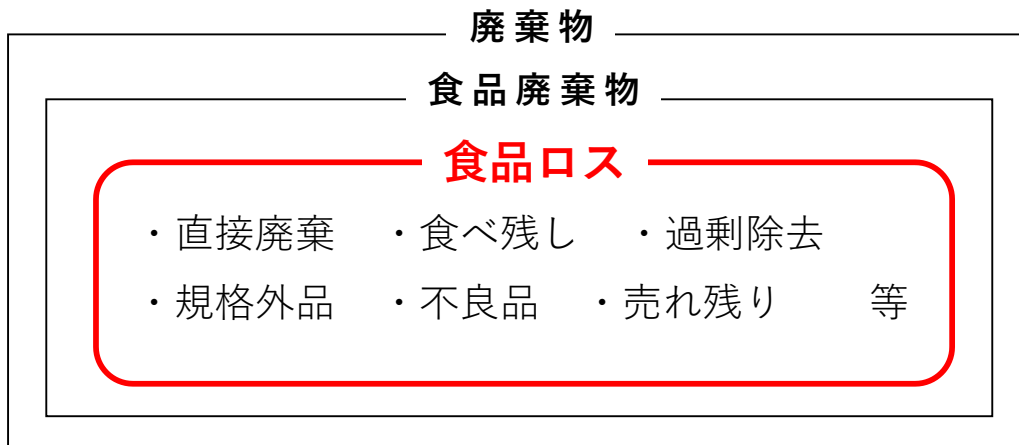 廃棄物
食品廃棄物
食品ロス
・直接廃棄 ・食べ残し ・過剰除去
・規格外品 ・不良品 ・売れ残り 等